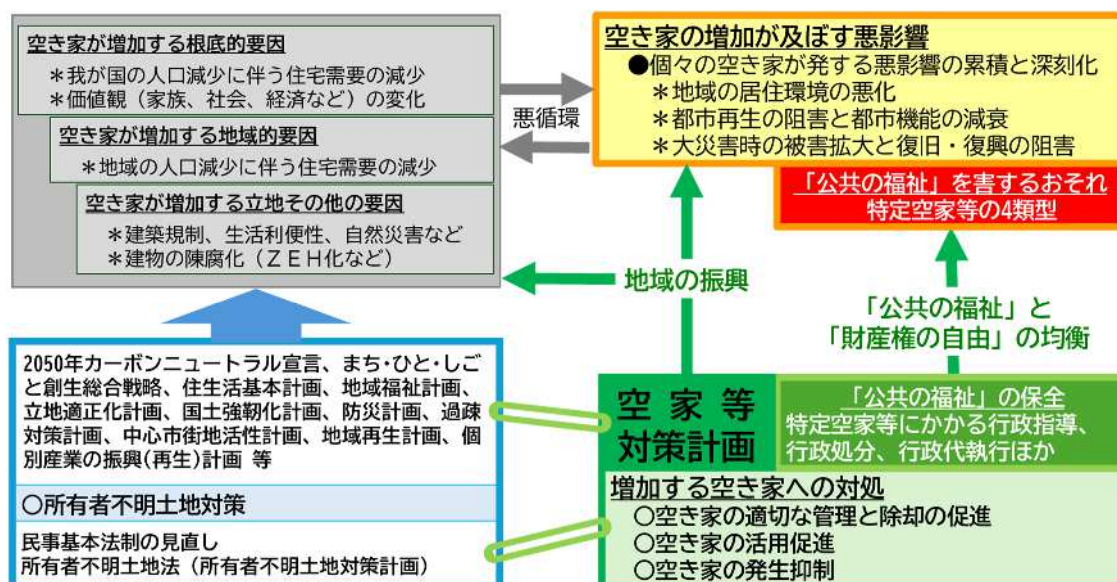 空き家が増加する根底的要因
＊我が国の人口減少に伴う住宅需要の減少
＊価値観（家族、社会、経済など）の変化
空き家が増加する地域的要因
＊地域の人口減少に伴う住宅需要の減少
空き家が増加する立地その他の要因
＊建築規制、生活利便性、自然災害など
＊建物の陳腐化（ＺＥＨ化など）
悪循環
空き家の増加が及ぼす悪影響
●個々の空き家が発する悪影響の累積と深刻化
＊地域の居住環境の悪化
＊都市再生の阻害と都市機能の減衰
＊大災害時の被害拡大と復旧・復興の阻害
「公共の福祉」を害するおそれ
特定空家等の4類型
地域の振興
「公共の福祉」と
「財産権の自由」の均衡
2050年カーボンニュートラル宣言、まち・ひと・しご
と創生総合戦略、住生活基本計画、地域福祉計画、
立地適正化計画、国土強靭化計画、防災計画、過疎
対策計画、中心市街地活性計画、地域再生計画、個
別産業の振興(再生)計画 等
〇所有者不明土地対策
民事基本法制の見直し
所有者不明土地法（所有者不明土地対策計画）
空家等
対策計画
「公共の福祉」の保全
特定空家等にかかる行政指導、
行政処分、行政代執行ほか
増加する空き家への対処
〇空き家の適切な管理と除却の促進
〇空き家の活用促進
〇空き家の発生抑制